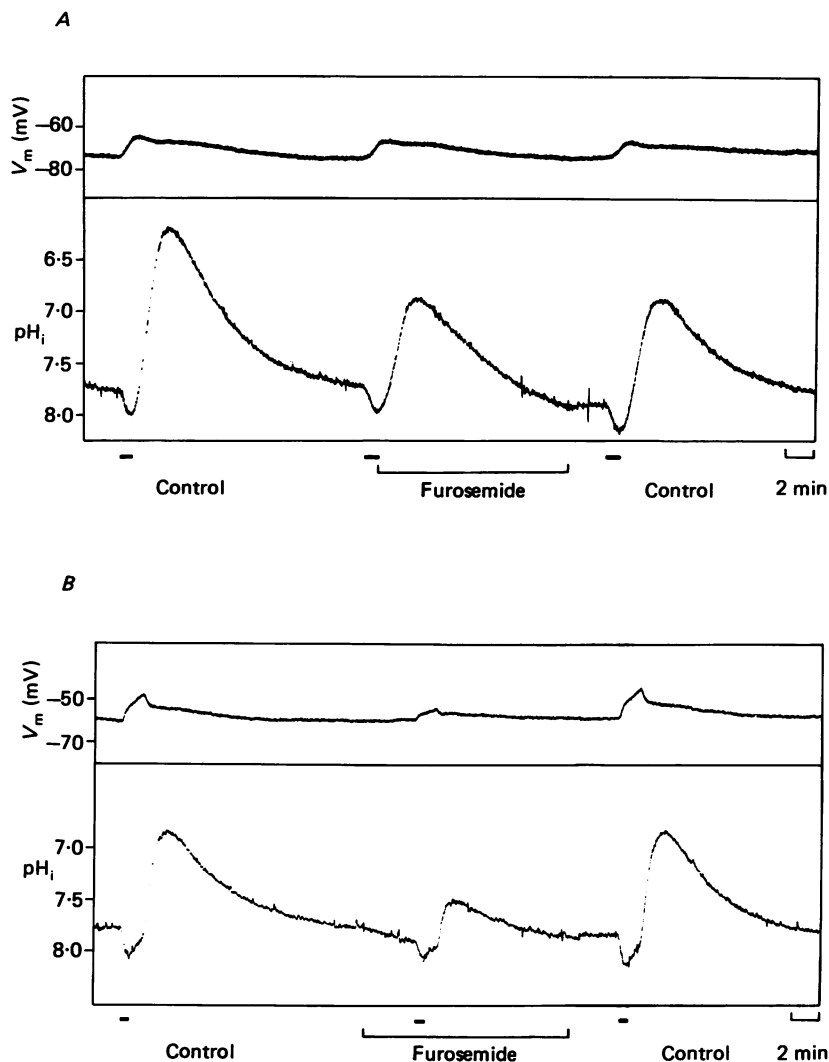 A
Vm (mV)
−60
−80
pHi
6·5
7·0
7·5
8·0
Control
Furosemide
Control
2 min
B
Vm (mV)
−50
−70
pHi
7·0
7·5
8·0
Control
Furosemide
Control
2 min